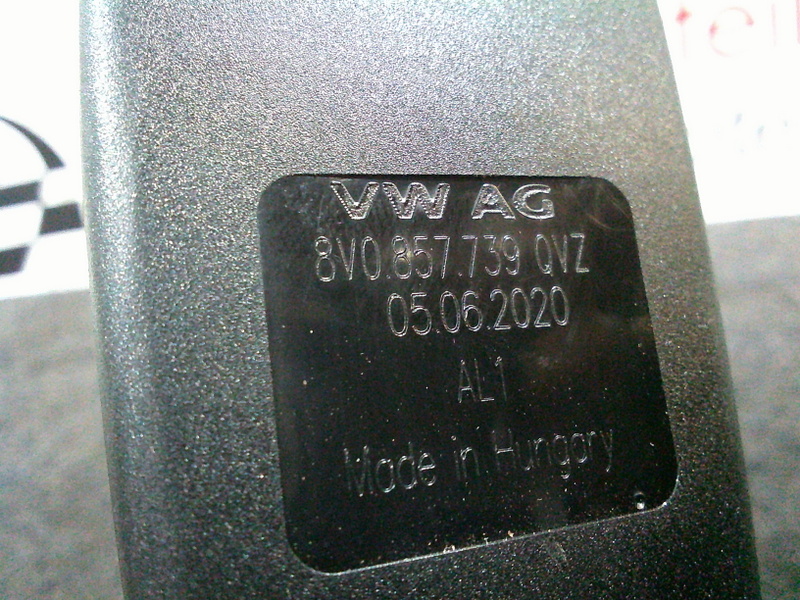 VW AG
8V0.857.739 QVZ
05.06.2020
AL1
Made in Hungary